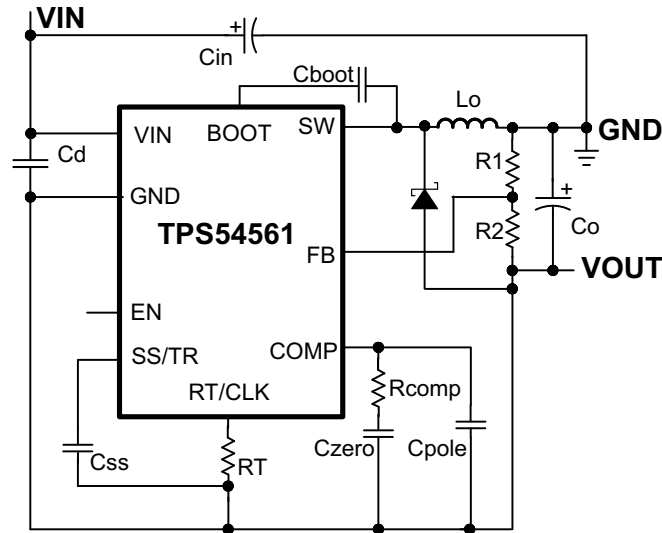 VIN
+
Cin
Cboot
Lo
VIN
BOOT
SW
GND
Cd
R1
GND
+
TPS54561
R2
Co
FB
VOUT
EN
COMP
SS/TR
RT/CLK
Rcomp
Css
RT
Czero
Cpole